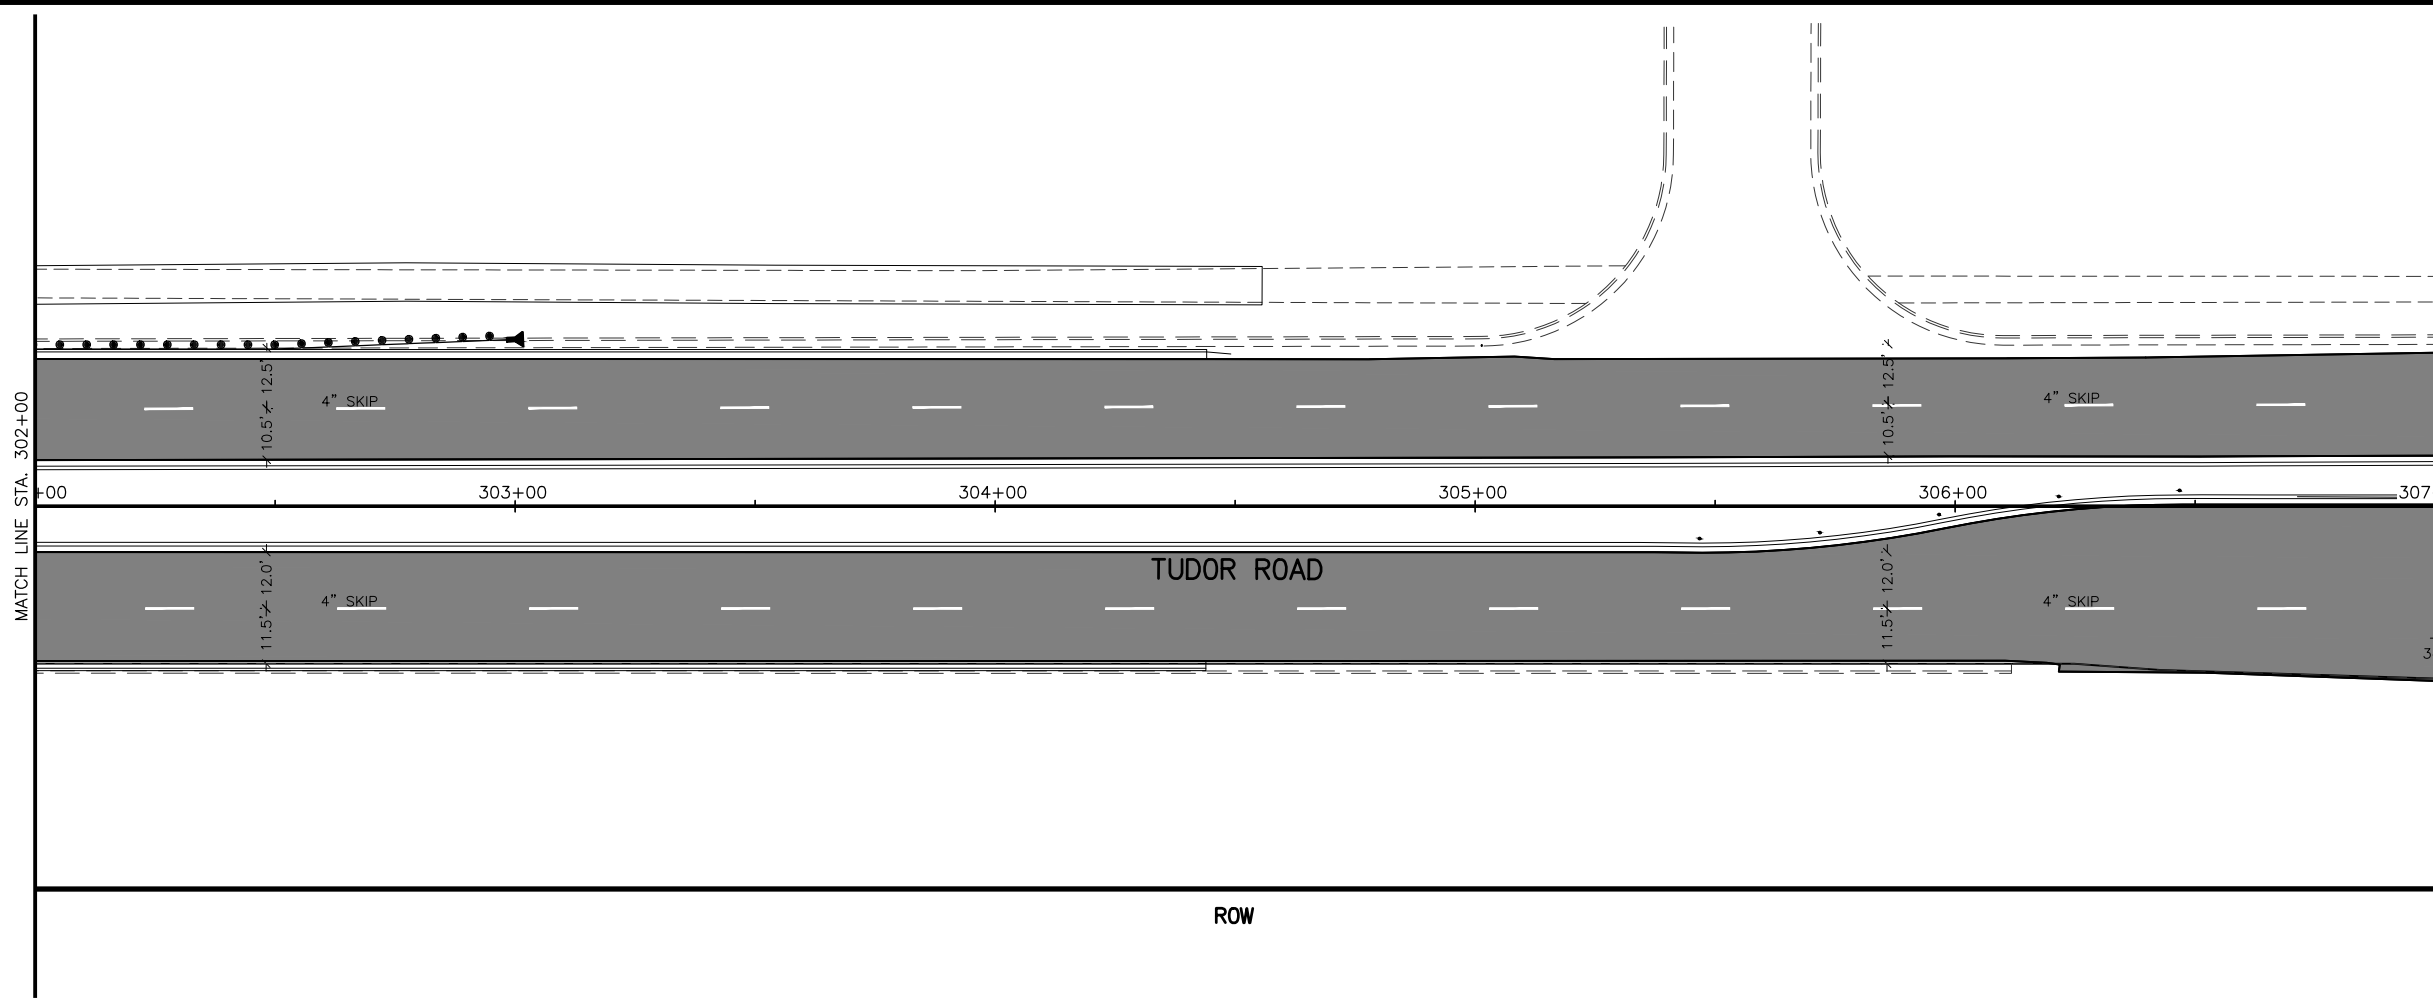 MATCH LINE STA. 302+00
12.5'
10.5'
4" SKIP
12.5'
10.5'
4" SKIP
+00
303+00
304+00
305+00
306+00
307
TUDOR ROAD
12.0'
11.5'
4" SKIP
12.0'
11.5'
4" SKIP
3
ROW